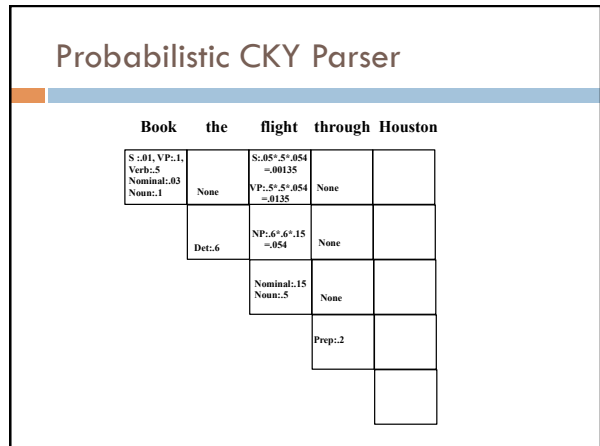 Probabilistic CKY Parser
Book the flight through Houston
S :.01, VP:.1,
Verb:.5
Nominal:.03
Noun:.1
None
S:.05*.5*.054
=.00135
VP:.5*.5*.054
=.0135
None
Det:.6
NP:.6*.6*.15
=.054
None
Nominal:.15
Noun:.5
None
Prep:.2